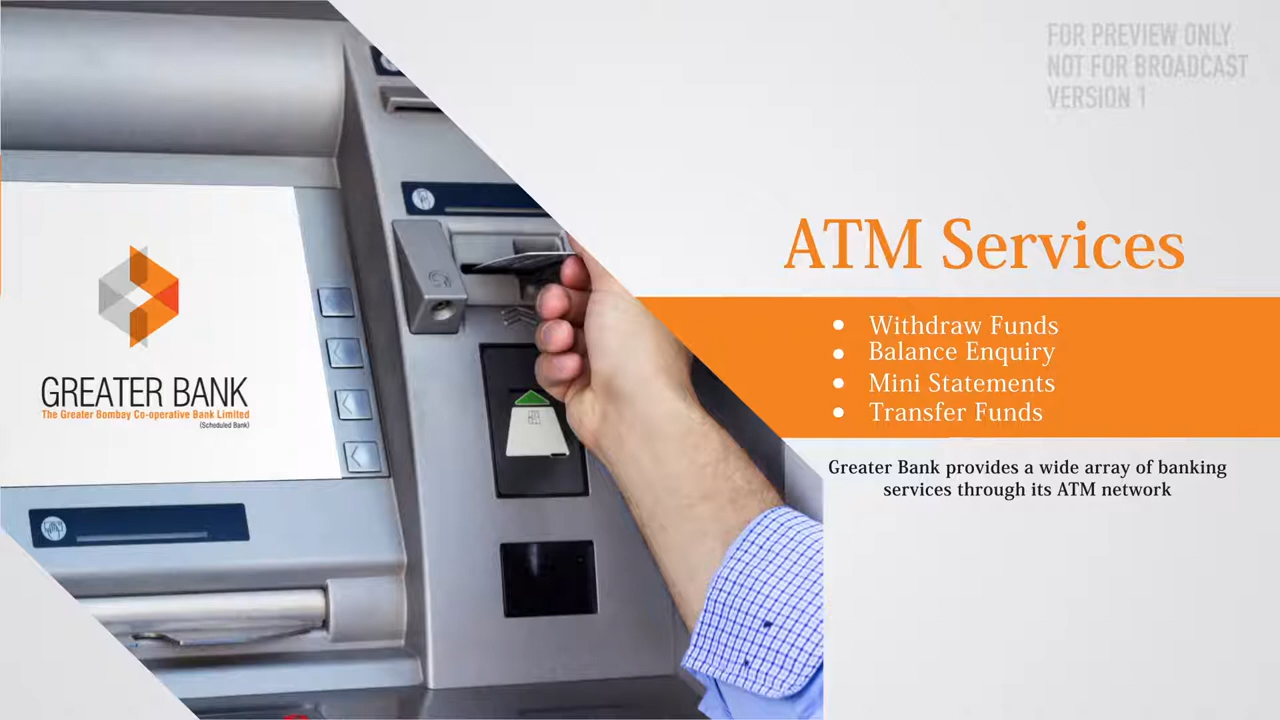 FOR PREVIEW ONLY
NOT FOR BROADCAST
VERSION 1
GREATER BANK
The Greater Bombay Co-operative Bank Limited
(Scheduled Bank)
ATM Services
• Withdraw Funds
• Balance Enquiry
• Mini Statements
• Transfer Funds
Greater Bank provides a wide array of banking
services through its ATM network